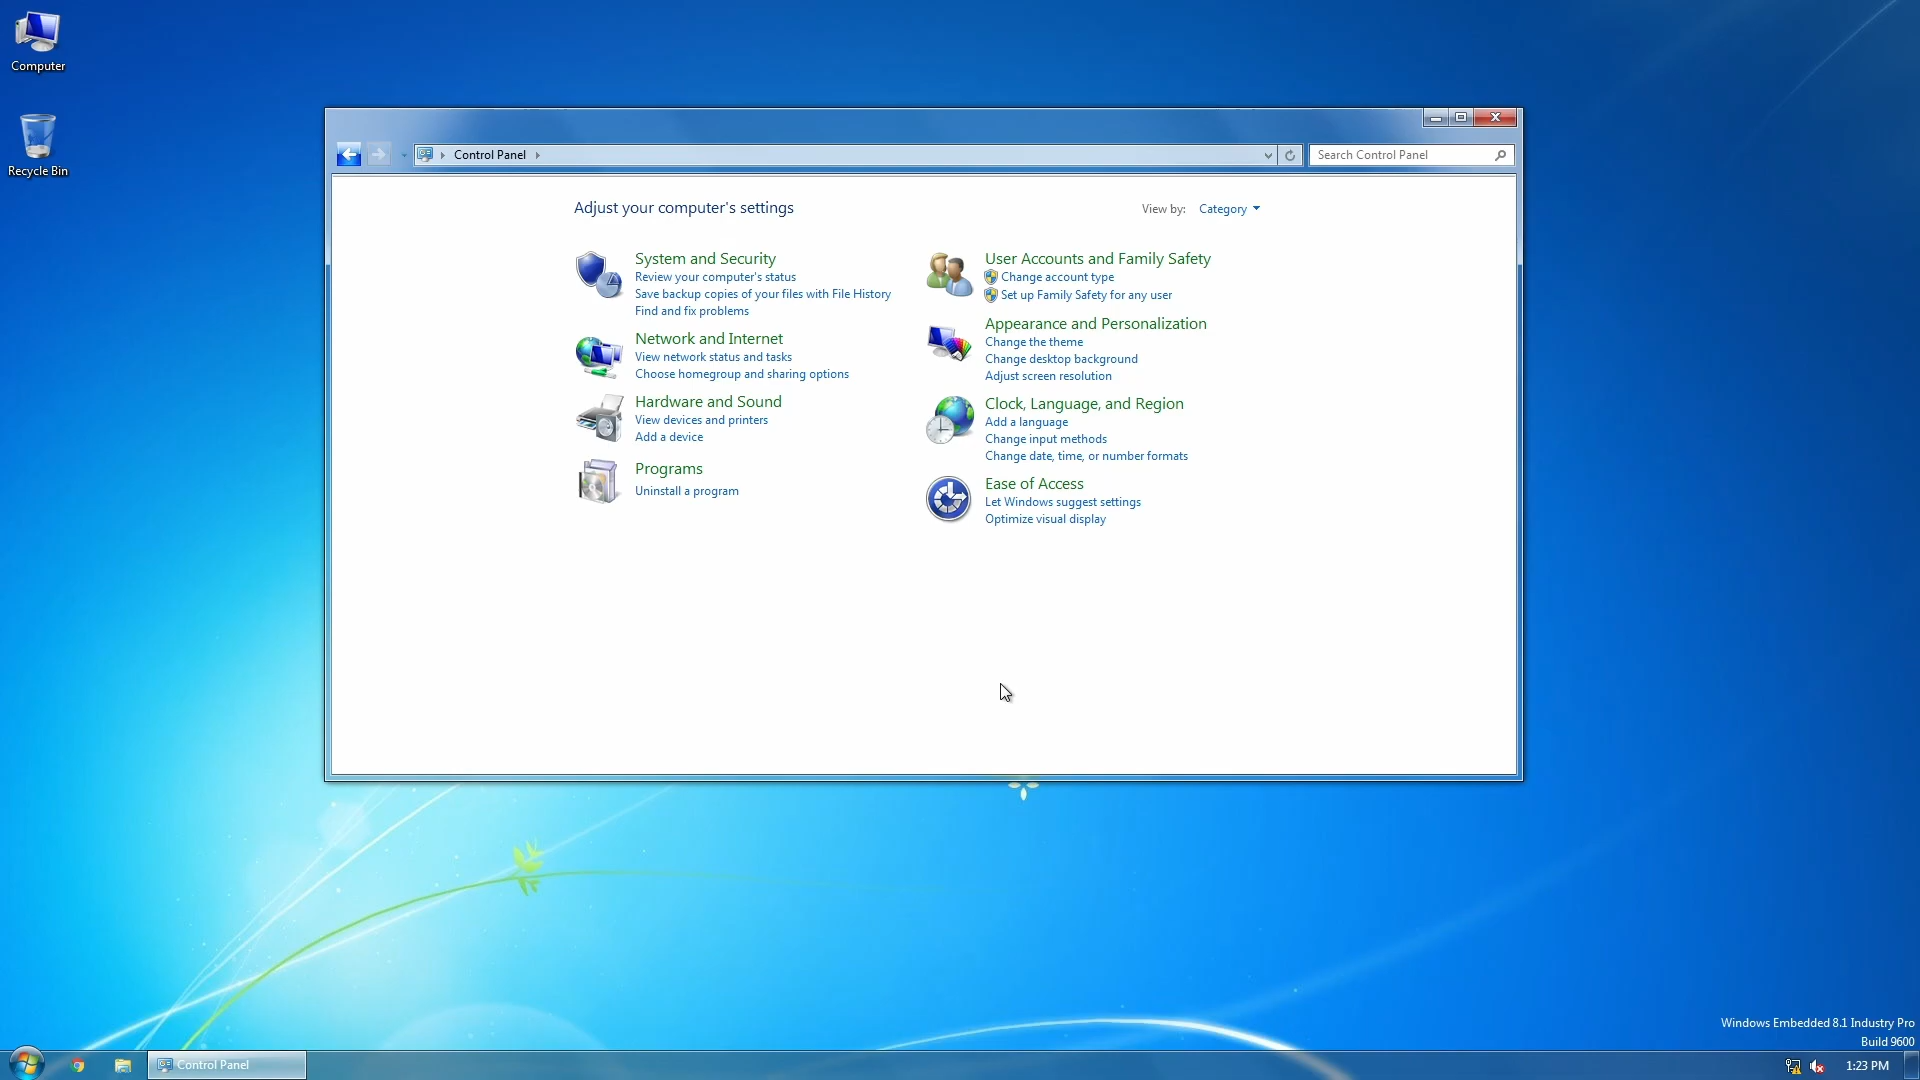 Computer
Recycle Bin
Control Panel
Search Control Panel
Adjust your computer's settings
View by: Category
System and Security
Review your computer's status
Save backup copies of your files with File History
Find and fix problems
Network and Internet
View network status and tasks
Choose homegroup and sharing options
Hardware and Sound
View devices and printers
Add a device
Programs
Uninstall a program
User Accounts and Family Safety
Change account type
Set up Family Safety for any user
Appearance and Personalization
Change the theme
Change desktop background
Adjust screen resolution
Clock, Language, and Region
Add a language
Change input methods
Change date, time, or number formats
Ease of Access
Let Windows suggest settings
Optimize visual display
Windows Embedded 8.1 Industry Pro
Build 9600
Control Panel
1:23 PM